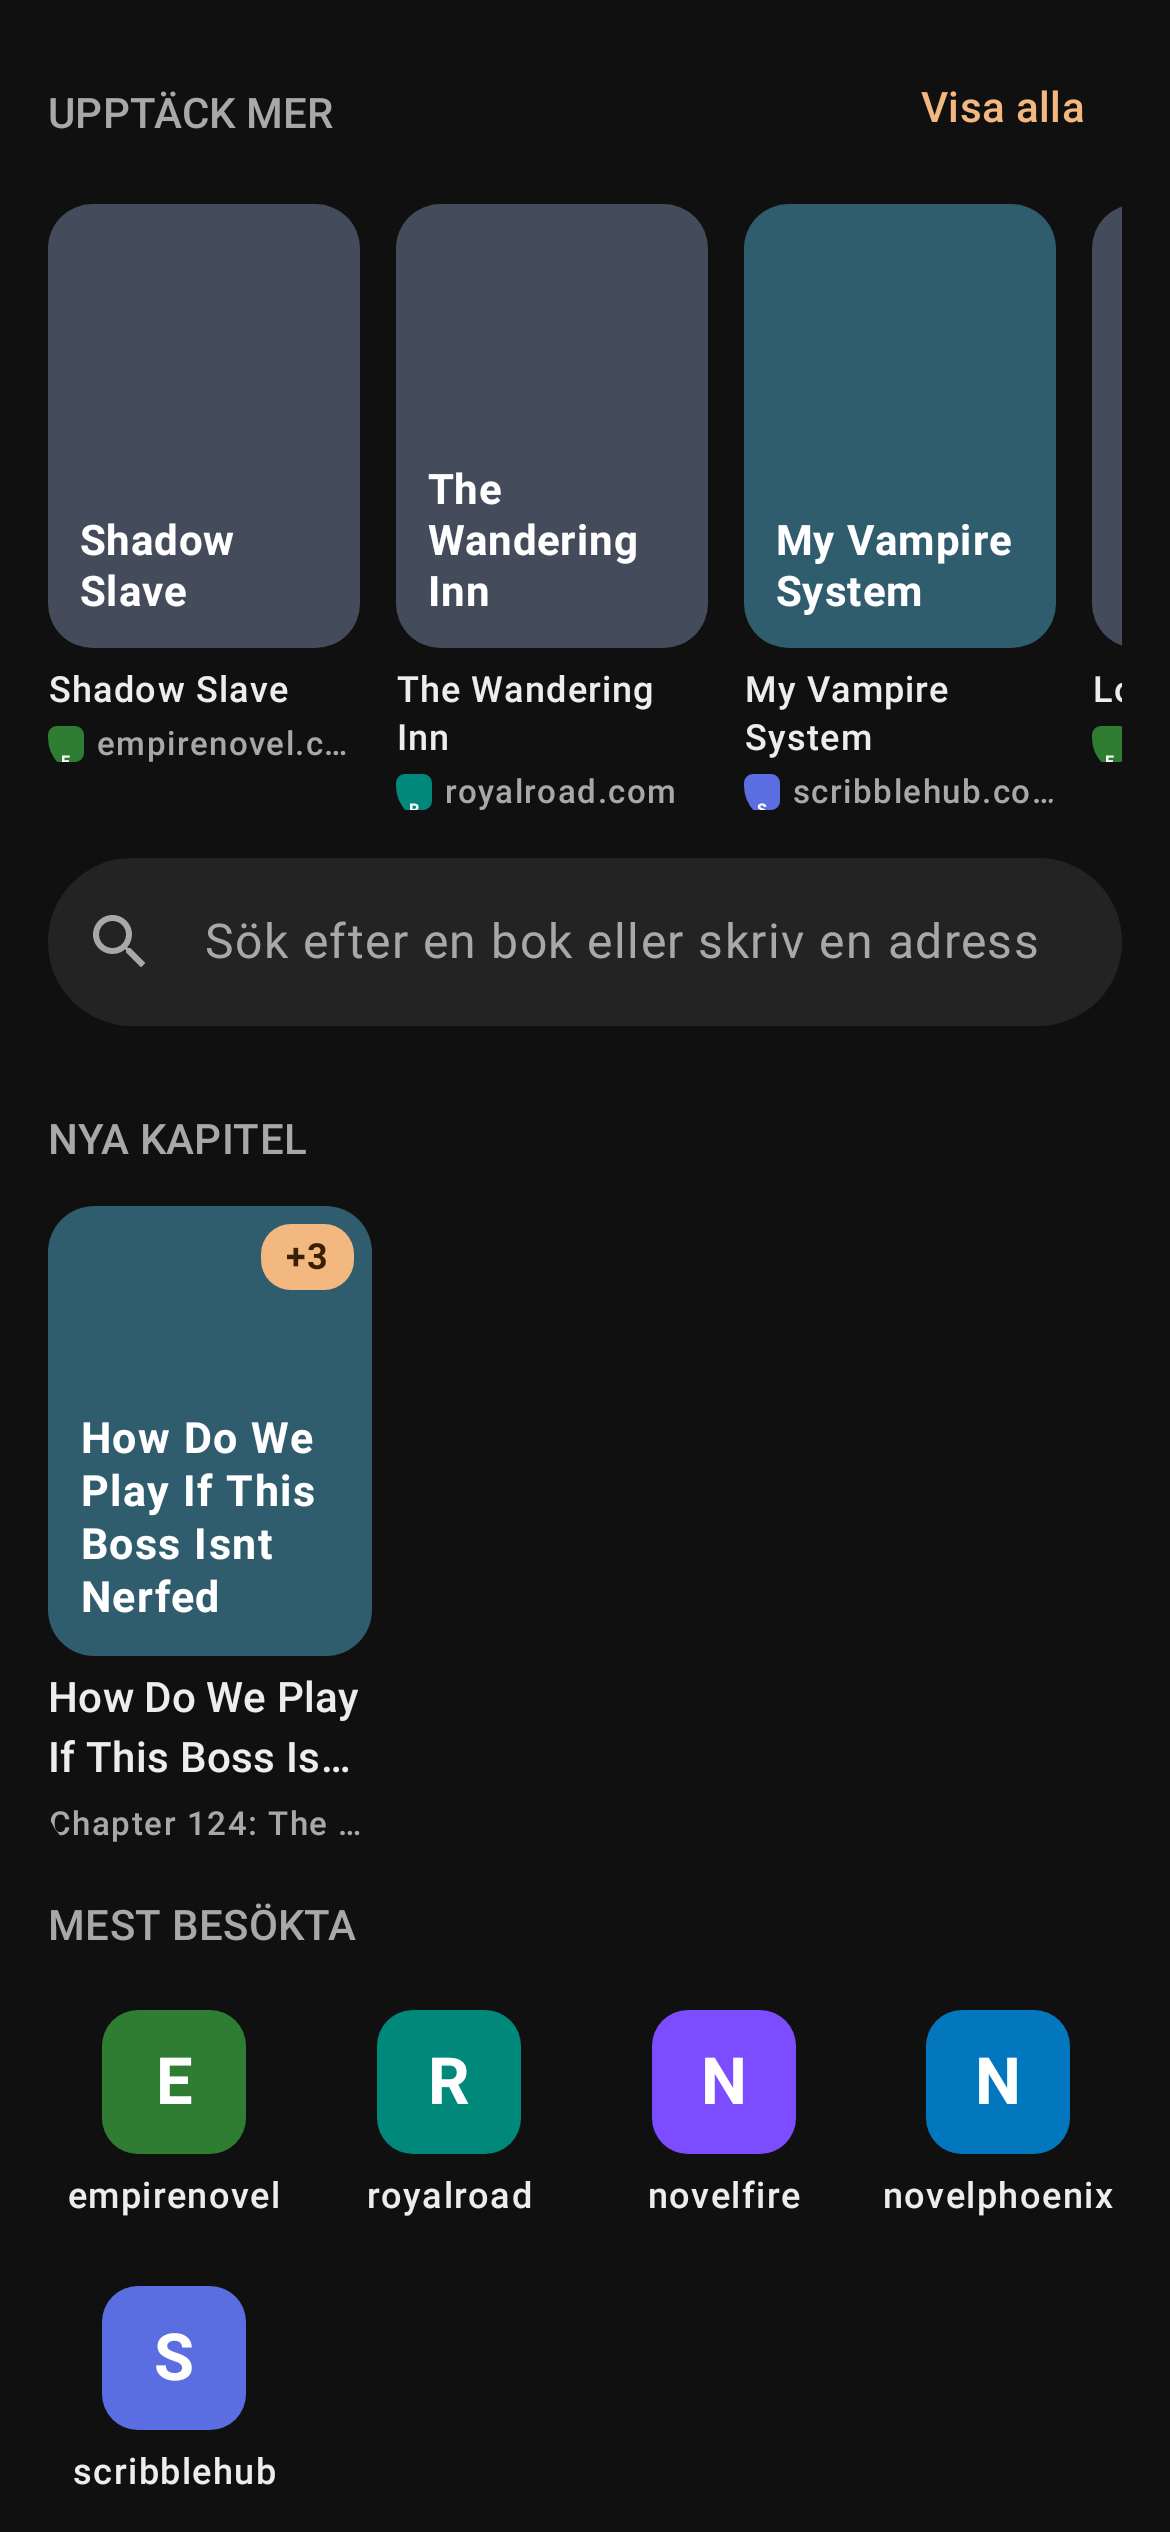 UPPTÄCK MER
Visa alla
Shadow
Slave
The
Wandering
Inn
My Vampire
System
Shadow Slave
E empirenovel.c...
The Wandering
Inn
R royalroad.com
My Vampire
System
S scribblehub.co...
Lo
E
Sök efter en bok eller skriv en adress
NYA KAPITEL
+3
How Do We
Play If This
Boss Isnt
Nerfed
How Do We Play
If This Boss Is...
Chapter 124: The ...
MEST BESÖKTA
E
R
N
N
empirenovel
royalroad
novelfire
novelphoenix
S
scribblehub